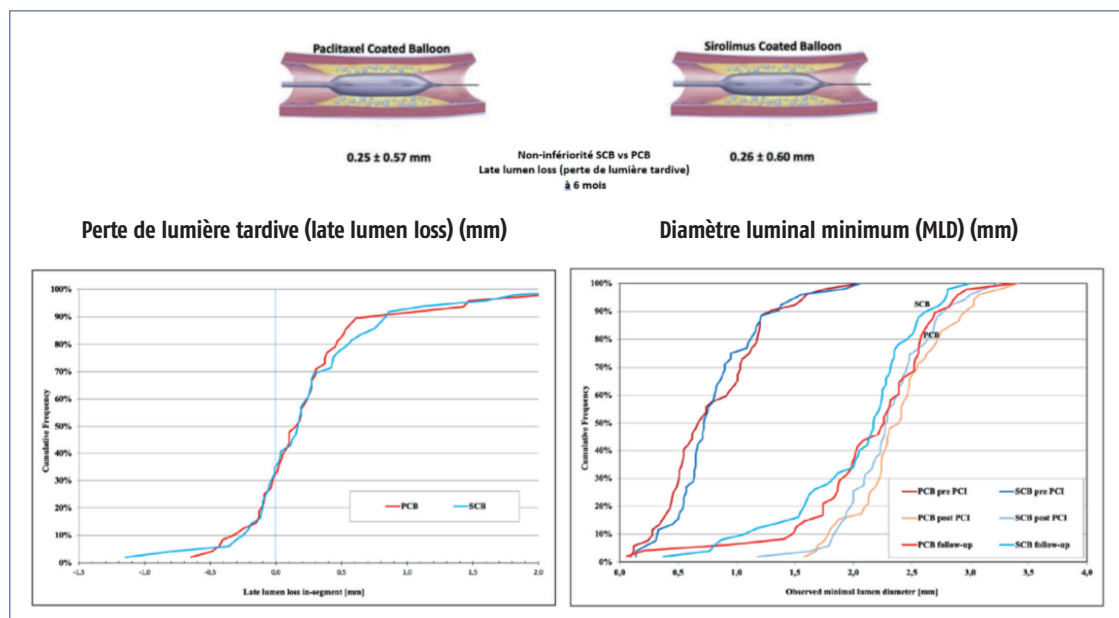 Paclitaxel Coated Balloon
Sirolimus Coated Balloon
0.25 ± 0.57 mm
Non-infériorité SCB vs PCB
Late lumen loss (perte de lumière tardive)
à 6 mois
0.26 ± 0.60 mm
Perte de lumière tardive (late lumen loss) (mm)
100%
90%
80%
70%
60%
50%
40%
30%
20%
10%
0%
Cumulative Frequency
PCB
SCB
-1,5
-1,0
-0,5
0,0
0,5
1,0
1,5
2,0
Late lumen loss in-segment [mm]
Diamètre luminal minimum (MLD) (mm)
100%
90%
80%
70%
60%
50%
40%
30%
20%
10%
0%
Cumulative Frequency
SCB
PCB
PCB pre PCI
SCB pre PCI
PCB post PCI
SCB post PCI
PCB follow-up
SCB follow-up
0,0
0,5
1,0
1,5
2,0
2,5
3,0
3,5
4,0
Observed minimal lumen diameter [mm]